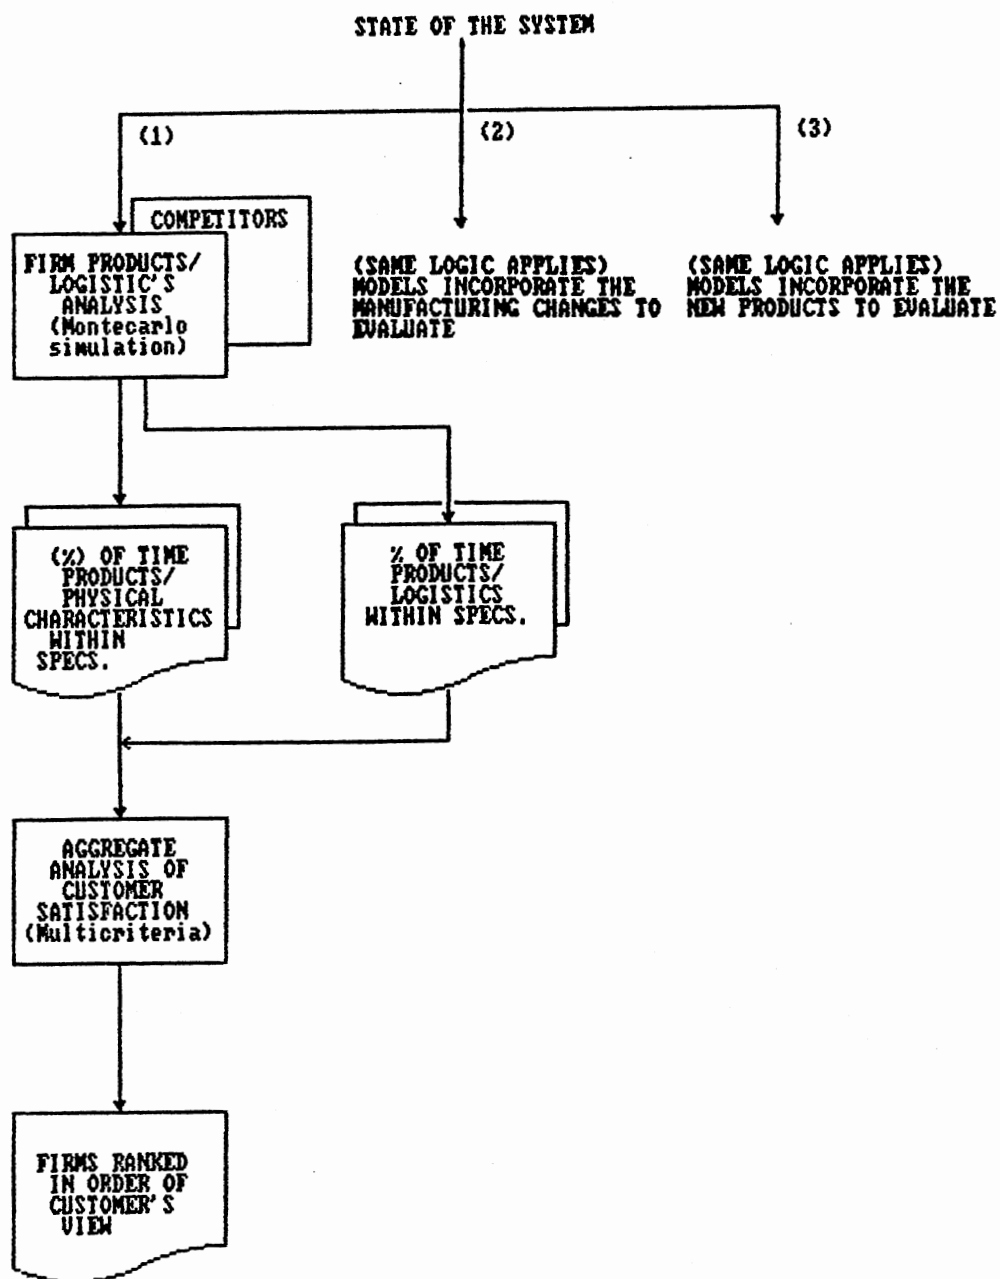 STATE OF THE SYSTEM
(1)
(2)
(3)
COMPETITORS
FIRM PRODUCTS/
LOGISTIC'S
ANALYSIS
(Montecarlo
simulation)
(SAME LOGIC APPLIES)
MODELS INCORPORATE THE
MANUFACTURING CHANGES TO
EVALUATE
(SAME LOGIC APPLIES)
MODELS INCORPORATE THE
NEW PRODUCTS TO EVALUATE
(%) OF TIME
PRODUCTS/
PHYSICAL
CHARACTERISTICS
WITHIN
SPECS.
% OF TIME
PRODUCTS/
LOGISTICS
WITHIN SPECS.
AGGREGATE
ANALYSIS OF
CUSTOMER
SATISFACTION
(Multicriteria)
FIRMS RANKED
IN ORDER OF
CUSTOMER'S
VIEW